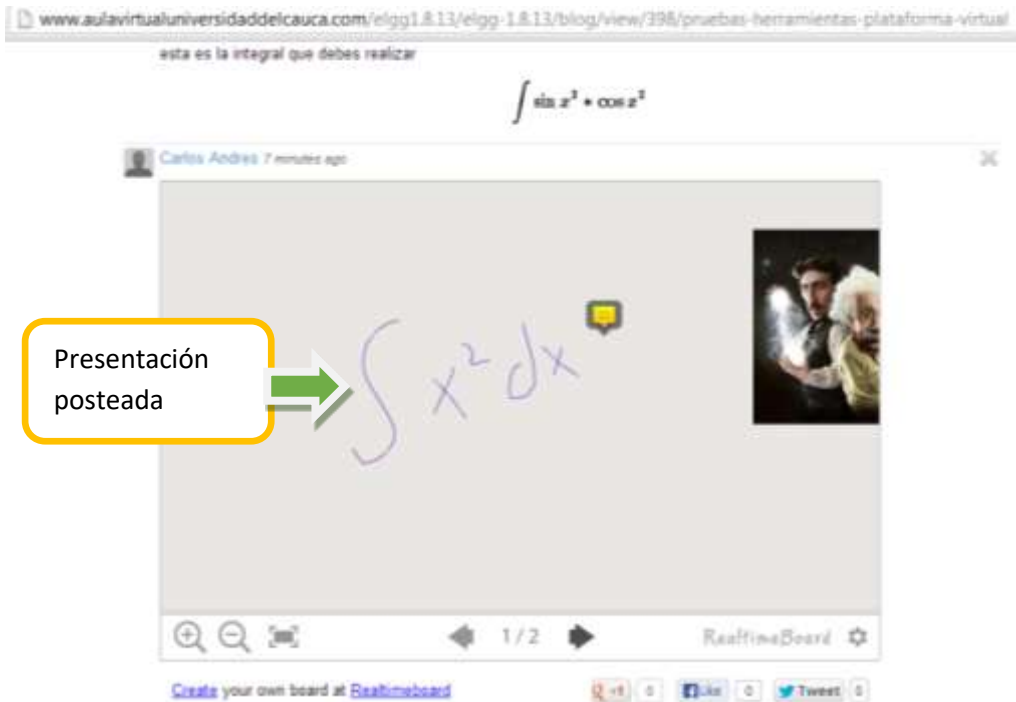 www.aulavirtualuniversidaddelcauca.com/elgg1.8.13/elgg-1.8.13/blog/view/398/pruebas-herramientas-plataforma-virtual
esta es la integral que debes realizar
∫ sin x² * cos x²
Carlos Andres 7 minutes ago
Presentación
posteada
∫ x² dx
1/2
RealtimeBoard
Create your own board at Realtimeboard
+1 0 Like 0 Tweet 0